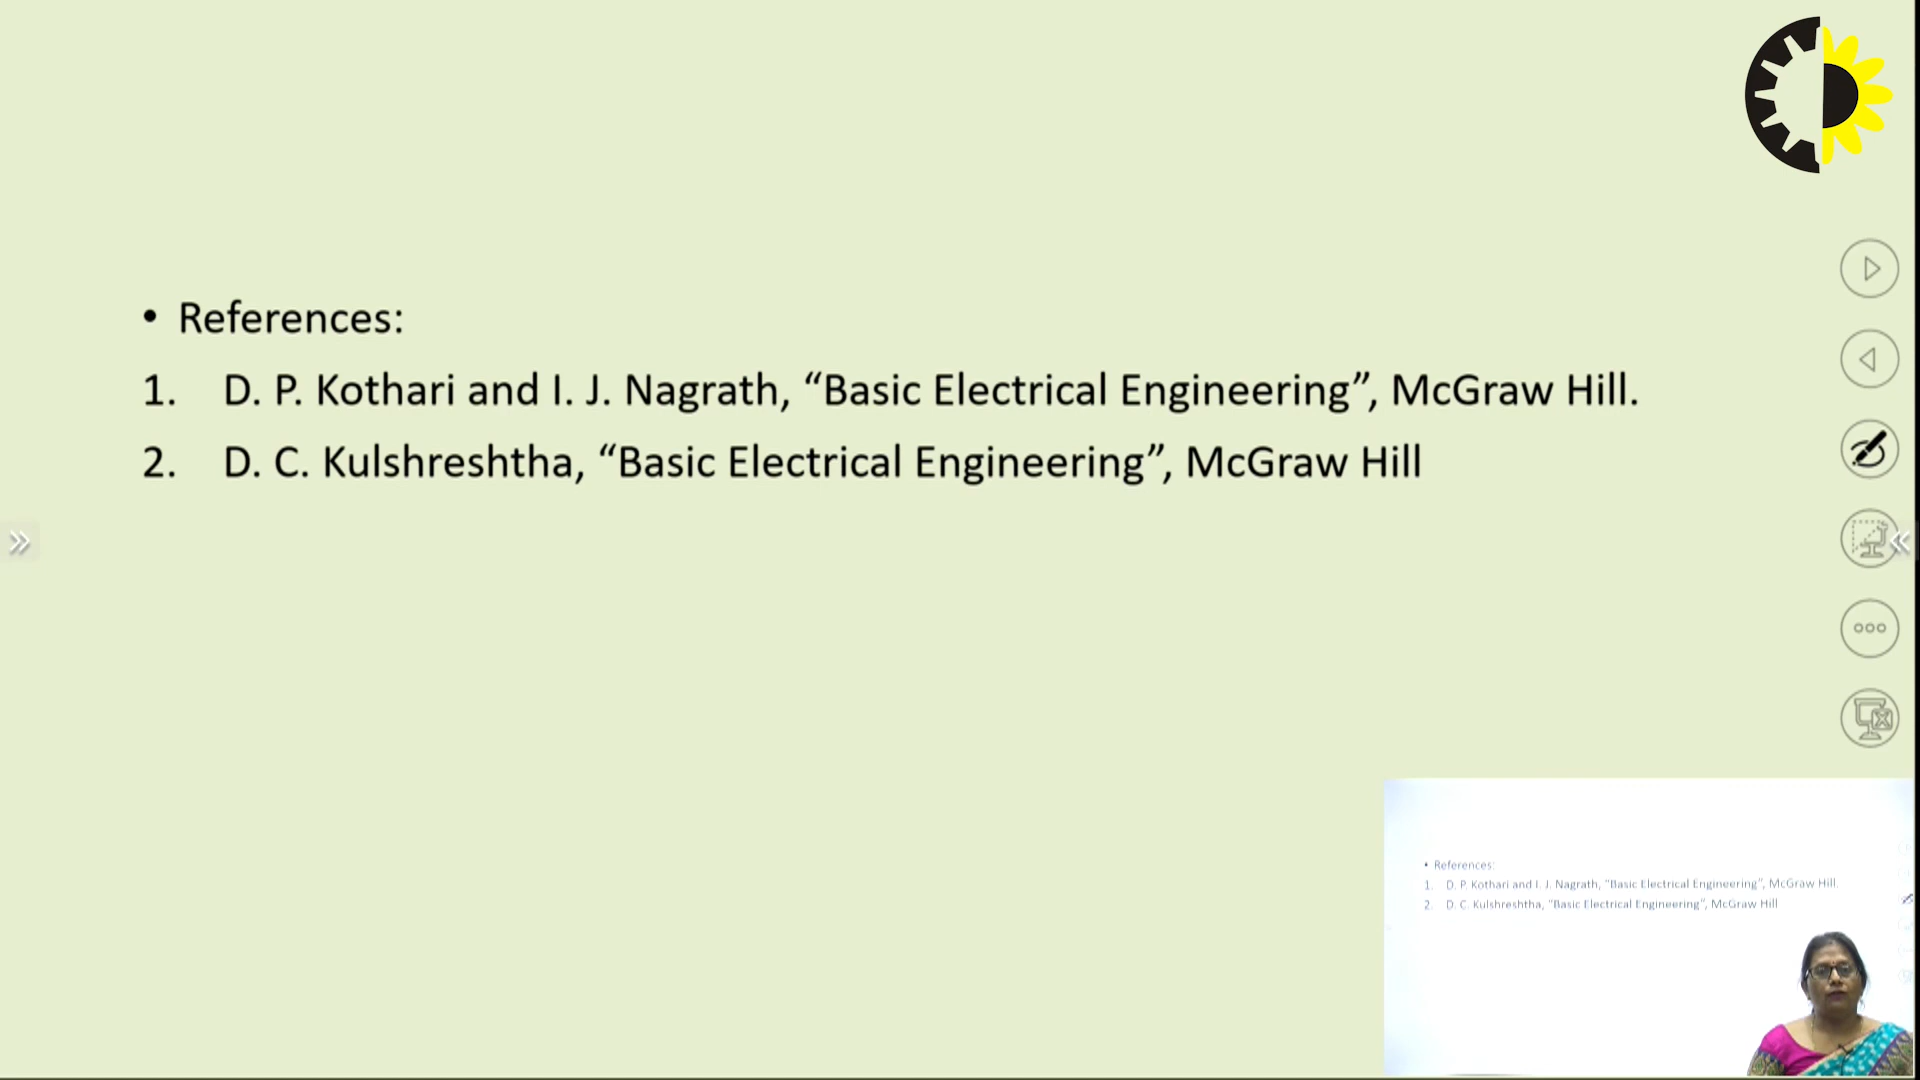 • References:
1. D. P. Kothari and I. J. Nagrath, “Basic Electrical Engineering”, McGraw Hill.
2. D. C. Kulshreshtha, “Basic Electrical Engineering”, McGraw Hill
• References:
1. D. P. Kothari and I. J. Nagrath, “Basic Electrical Engineering”, McGraw Hill.
2. D. C. Kulshreshtha, “Basic Electrical Engineering”, McGraw Hill